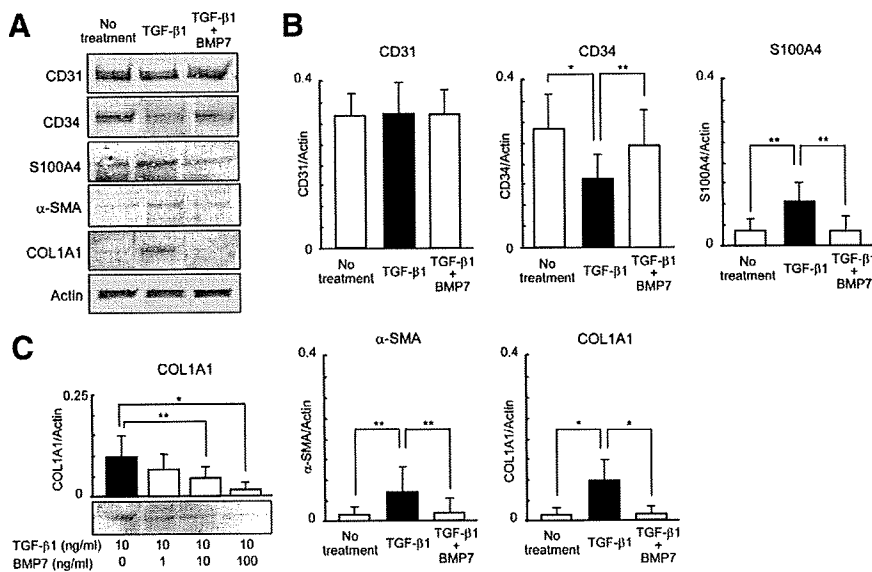 A
No treatment
TGF-β1
TGF-β1 + BMP7
CD31
CD34
S100A4
α-SMA
COL1A1
Actin
B
CD31
0.4
CD31/Actin
0
No treatment
TGF-β1
TGF-β1 + BMP7
CD34
0.4
*
**
CD34/Actin
0
No treatment
TGF-β1
TGF-β1 + BMP7
S100A4
0.4
**
**
S100A4/Actin
0
No treatment
TGF-β1
TGF-β1 + BMP7
C
COL1A1
0.25
*
**
COL1A1/Actin
0
TGF-β1 (ng/ml) 10 10 10 10
BMP7 (ng/ml) 0 1 10 100
α-SMA
0.4
**
**
α-SMA/Actin
0
No treatment
TGF-β1
TGF-β1 + BMP7
COL1A1
0.4
*
*
COL1A1/Actin
0
No treatment
TGF-β1
TGF-β1 + BMP7